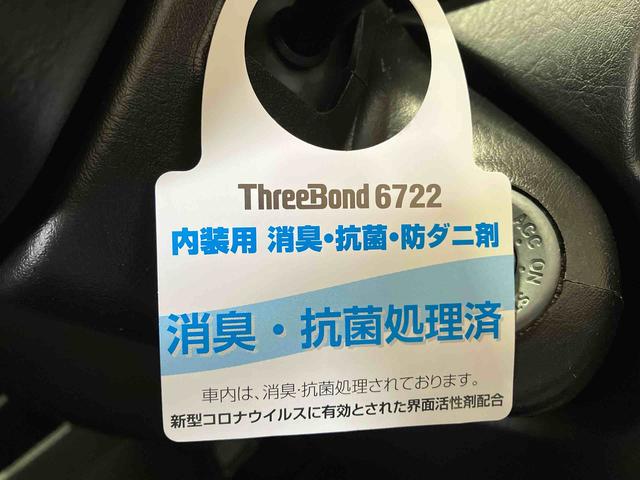 ThreeBond 6722
内装用 消臭・抗菌・防ダニ剤
消臭・抗菌処理済
車内は、消臭・抗菌処理されております。
新型コロナウイルスに有効とされた界面活性剤配合
ACC ON